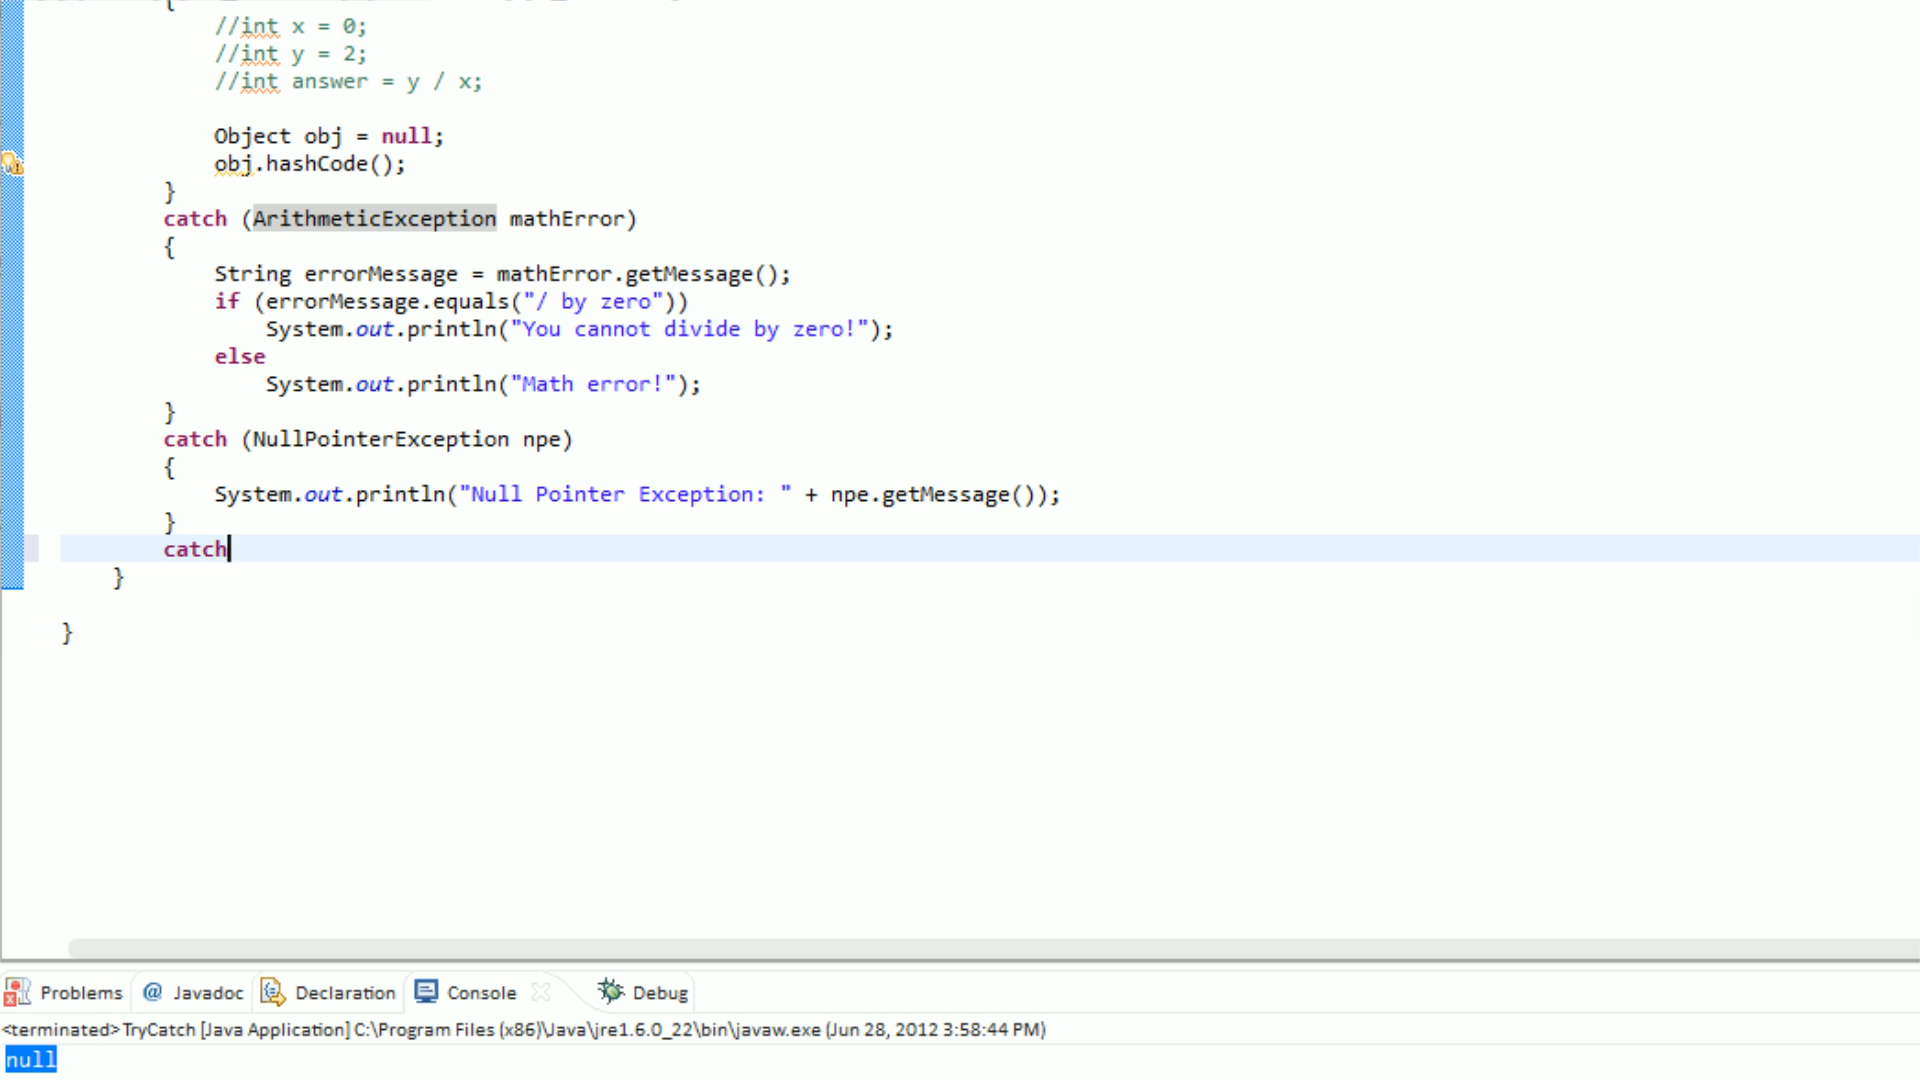 {
//int x = 0;
//int y = 2;
//int answer = y / x;
Object obj = null;
obj.hashCode();
}
catch (ArithmeticException mathError)
{
String errorMessage = mathError.getMessage();
if (errorMessage.equals("/ by zero"))
System.out.println("You cannot divide by zero!");
else
System.out.println("Math error!");
}
catch (NullPointerException npe)
{
System.out.println("Null Pointer Exception: " + npe.getMessage());
}
catch
}
}
Problems @ Javadoc Declaration Console Debug
<terminated> TryCatch [Java Application] C:\Program Files (x86)\Java\jre1.6.0_22\bin\javaw.exe (Jun 28, 2012 3:58:44 PM)
null